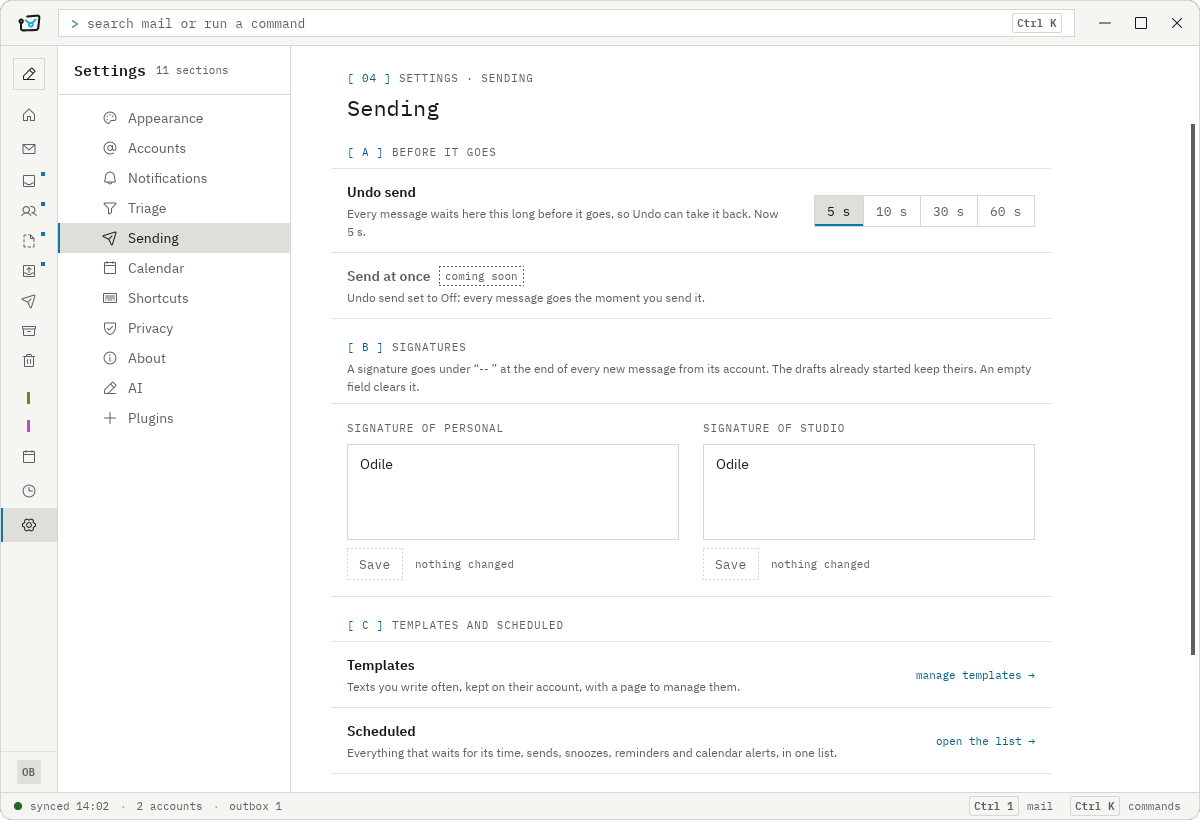 > search mail or run a command
Ctrl K
Settings 11 sections
Appearance
Accounts
Notifications
Triage
Sending
Calendar
Shortcuts
Privacy
About
AI
Plugins
[ 04 ] SETTINGS · SENDING
Sending
[ A ] BEFORE IT GOES
Undo send
Every message waits here this long before it goes, so Undo can take it back. Now
5 s.
5 s 10 s 30 s 60 s
Send at once coming soon
Undo send set to Off: every message goes the moment you send it.
[ B ] SIGNATURES
A signature goes under “-- ” at the end of every new message from its account. The drafts already started keep theirs. An empty
field clears it.
SIGNATURE OF PERSONAL
Odile
Save nothing changed
SIGNATURE OF STUDIO
Odile
Save nothing changed
[ C ] TEMPLATES AND SCHEDULED
Templates
Texts you write often, kept on their account, with a page to manage them.
manage templates →
Scheduled
Everything that waits for its time, sends, snoozes, reminders and calendar alerts, in one list.
open the list →
OB
synced 14:02 · 2 accounts · outbox 1
Ctrl 1 mail Ctrl K commands